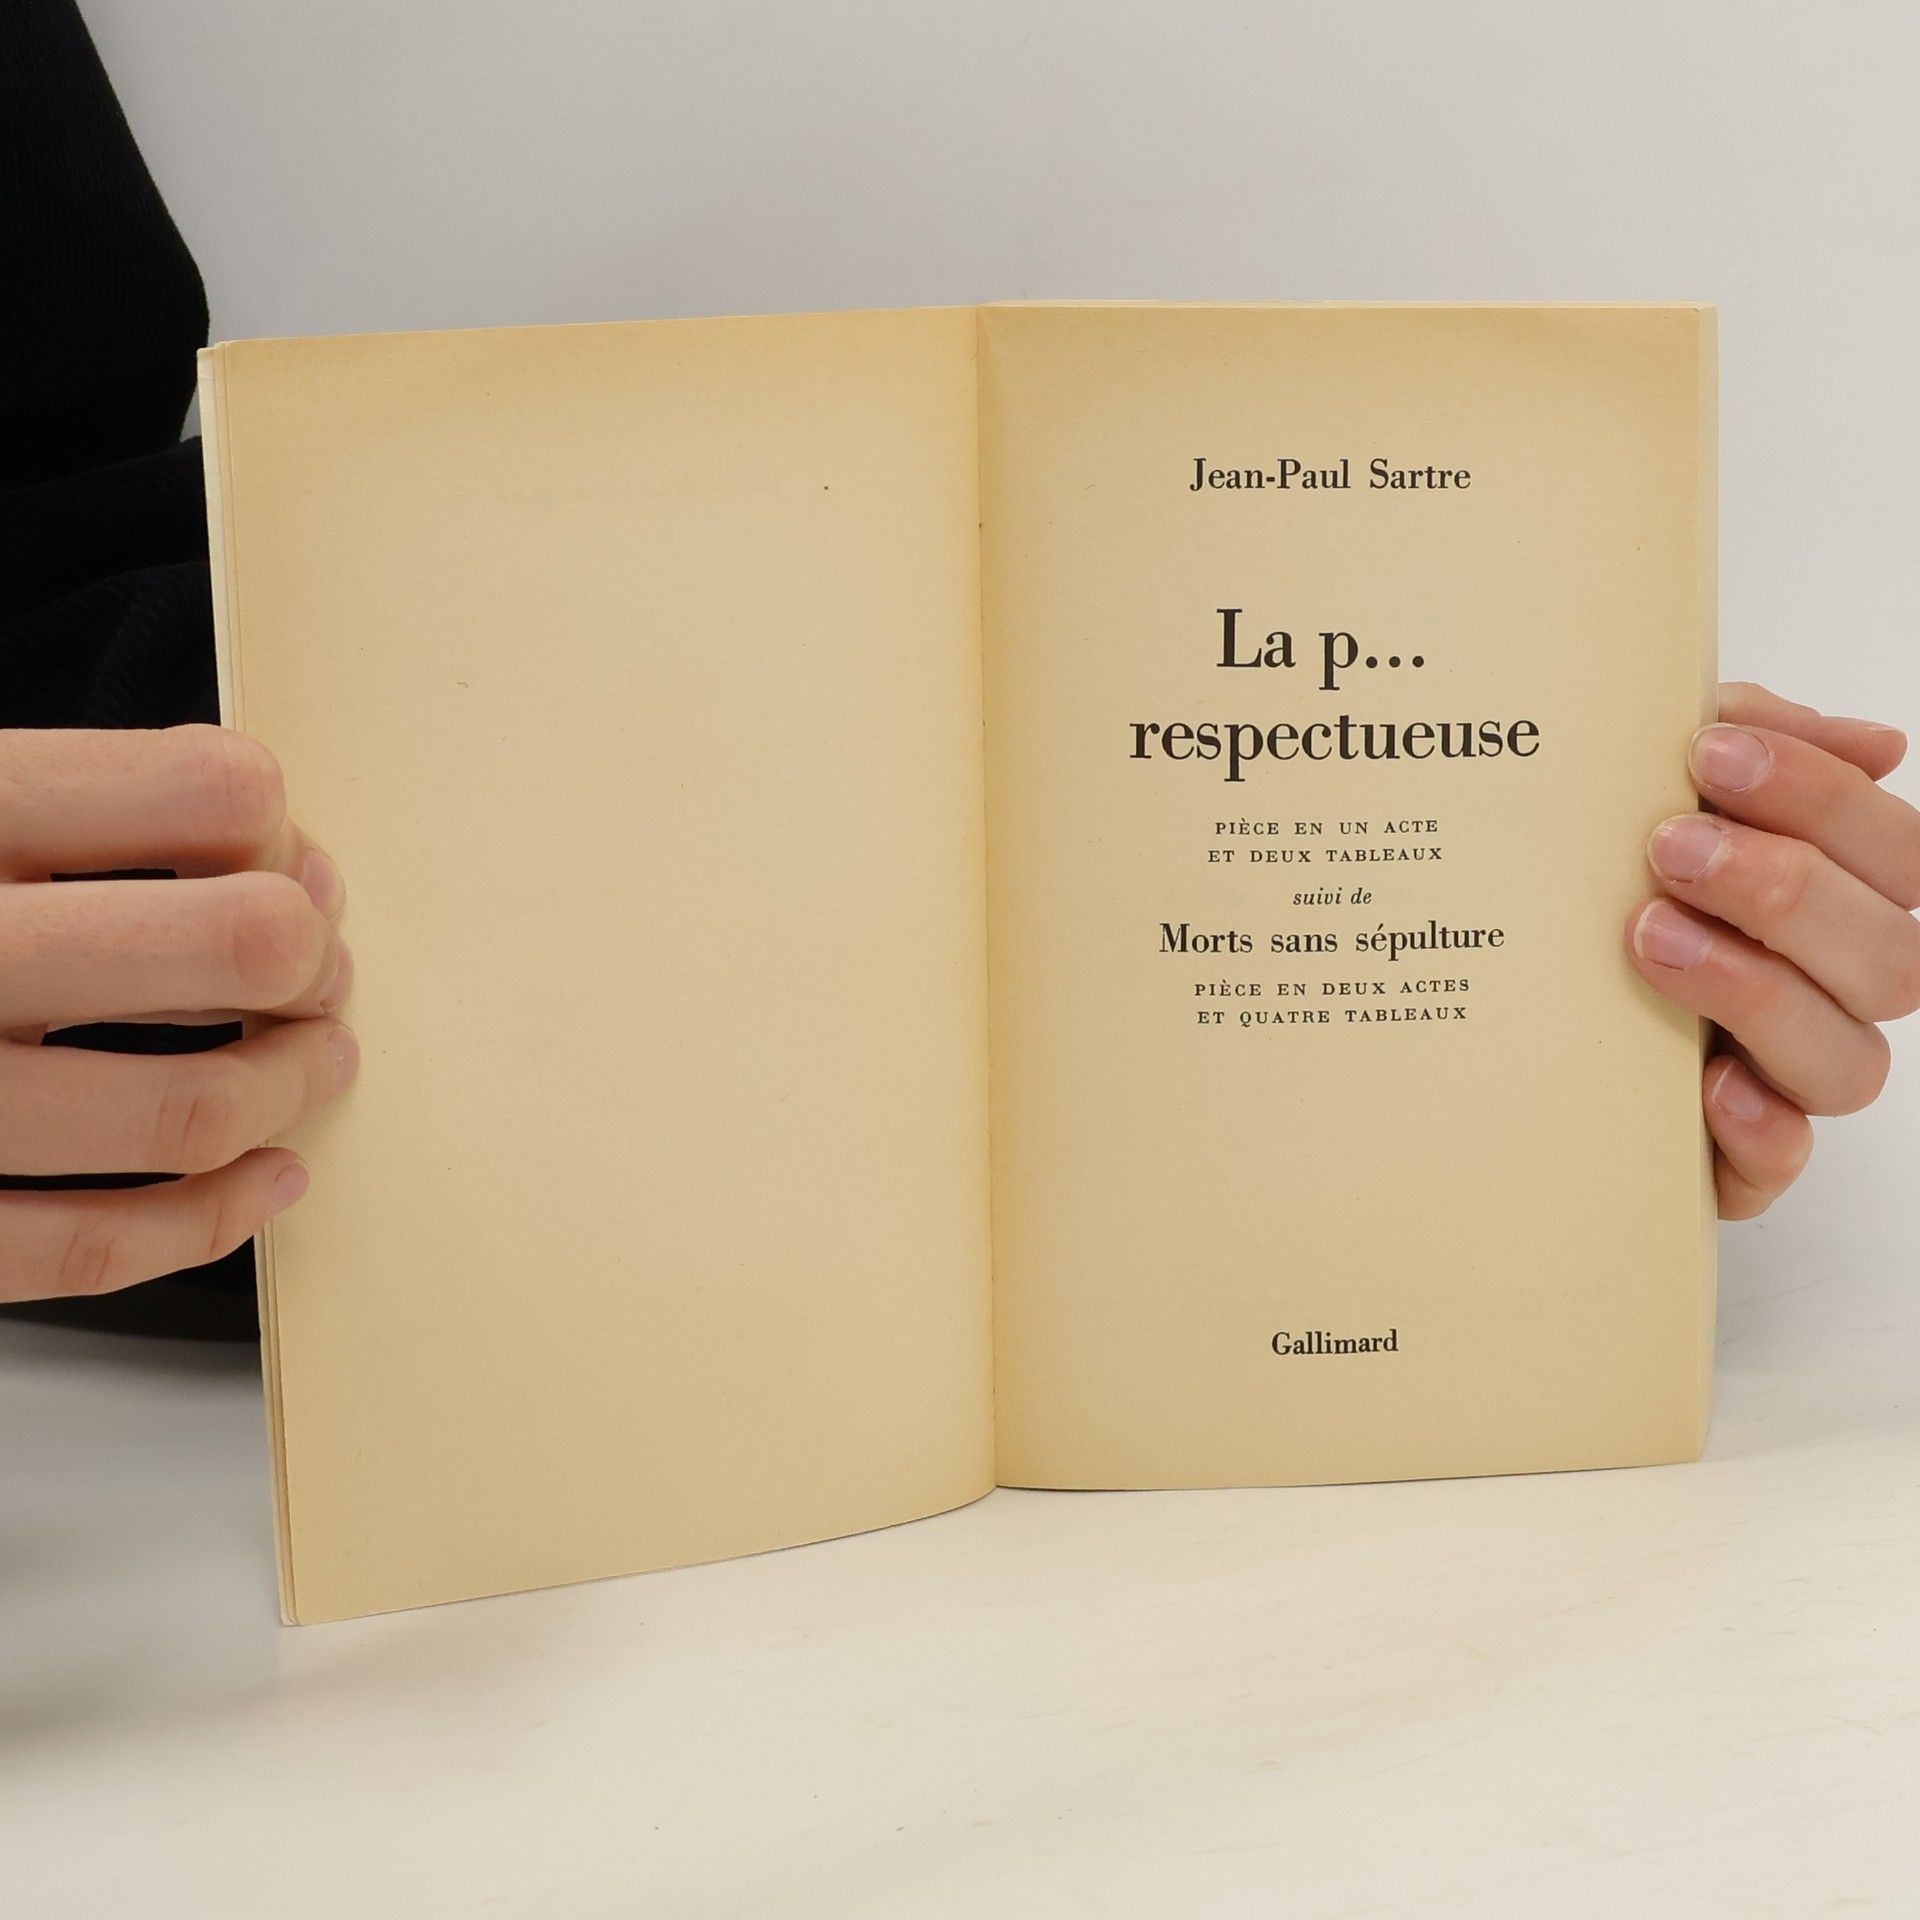 Jean-Paul Sartre
La p...
respectueuse
PIÈCE EN UN ACTE
ET DEUX TABLEAUX
suivi de
Morts sans sépulture
PIÈCE EN DEUX ACTES
ET QUATRE TABLEAUX
Gallimard